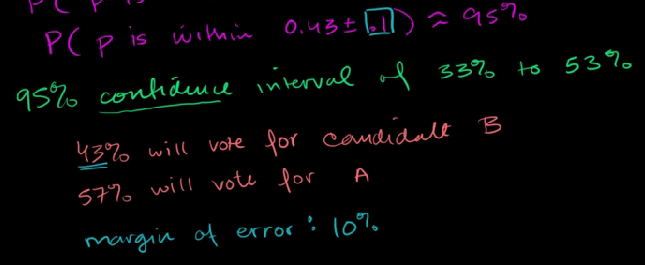 P( p is
P( p is within 0.43 ± .1 ) ≈ 95%
95% confidence interval of 33% to 53%
43% will vote for candidate B
57% will vote for A
margin of error: 10%